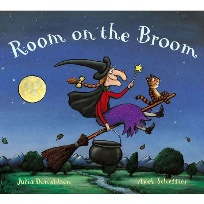 Room on the Broom
Julia Donaldson
Axel Scheffler